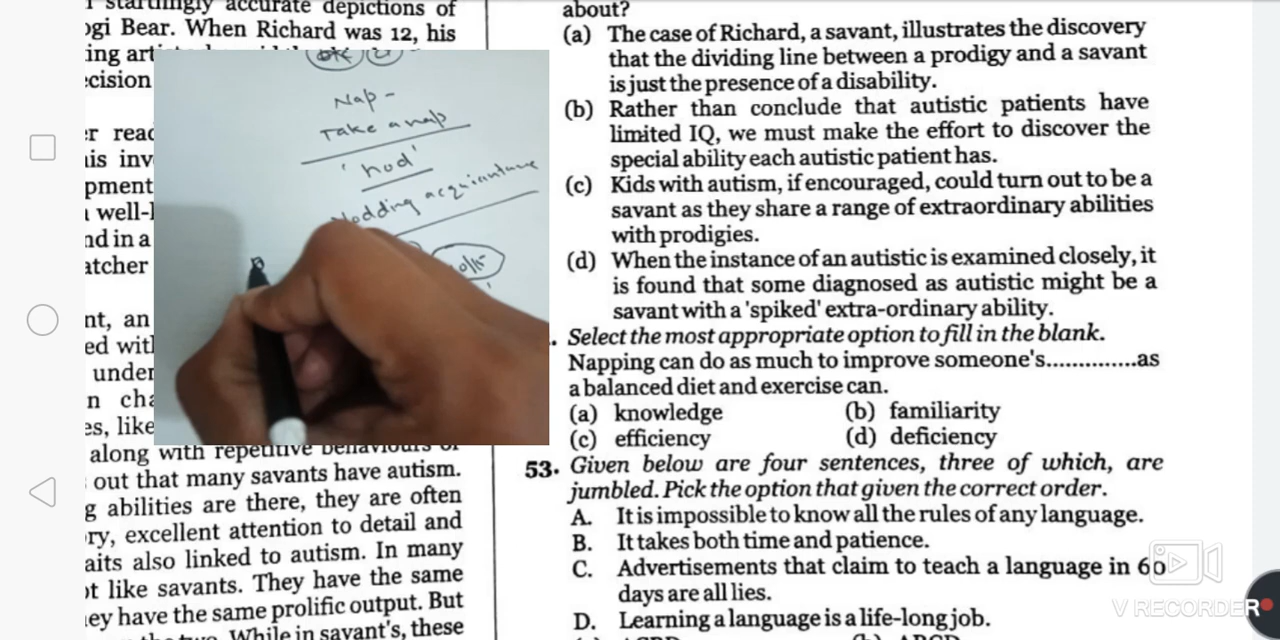 r startlingly accurate depictions of
ogi Bear. When Richard was 12, his
ing art
ecision
er read
his inv
pment
well-
nd in a
atcher
nt, an
ed with
under
n cha
es, like
along with repetitive behaviours or
out that many savants have autism.
g abilities are there, they are often
ry, excellent attention to detail and
aits also linked to autism. In many
ot like savants. They have the same
ey have the same prolific output. But
the two. While in savant's, these
Nap -
Take a nap
'nod'
Nodding acquaintance
about?
(a) The case of Richard, a savant, illustrates the discovery
that the dividing line between a prodigy and a savant
is just the presence of a disability.
(b) Rather than conclude that autistic patients have
limited IQ, we must make the effort to discover the
special ability each autistic patient has.
(c) Kids with autism, if encouraged, could turn out to be a
savant as they share a range of extraordinary abilities
with prodigies.
(d) When the instance of an autistic is examined closely, it
is found that some diagnosed as autistic might be a
savant with a 'spiked' extra-ordinary ability.
. Select the most appropriate option to fill in the blank.
Napping can do as much to improve someone's..............as
a balanced diet and exercise can.
(a) knowledge (b) familiarity
(c) efficiency (d) deficiency
53. Given below are four sentences, three of which, are
jumbled. Pick the option that given the correct order.
A. It is impossible to know all the rules of any language.
B. It takes both time and patience.
C. Advertisements that claim to teach a language in 60
days are all lies.
D. Learning a language is a life-long job.
V RECORDER